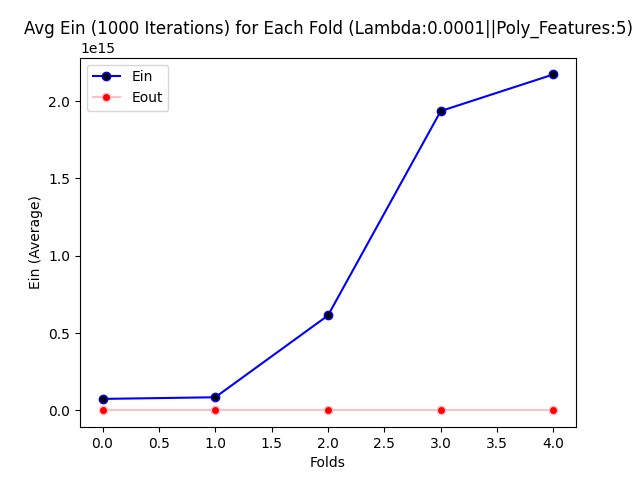 Avg Ein (1000 Iterations) for Each Fold (Lambda:0.0001||Poly_Features:5)
1e15
Ein
Eout
2.0
1.5
1.0
0.5
0.0
Ein (Average)
0.0 0.5 1.0 1.5 2.0 2.5 3.0 3.5 4.0
Folds